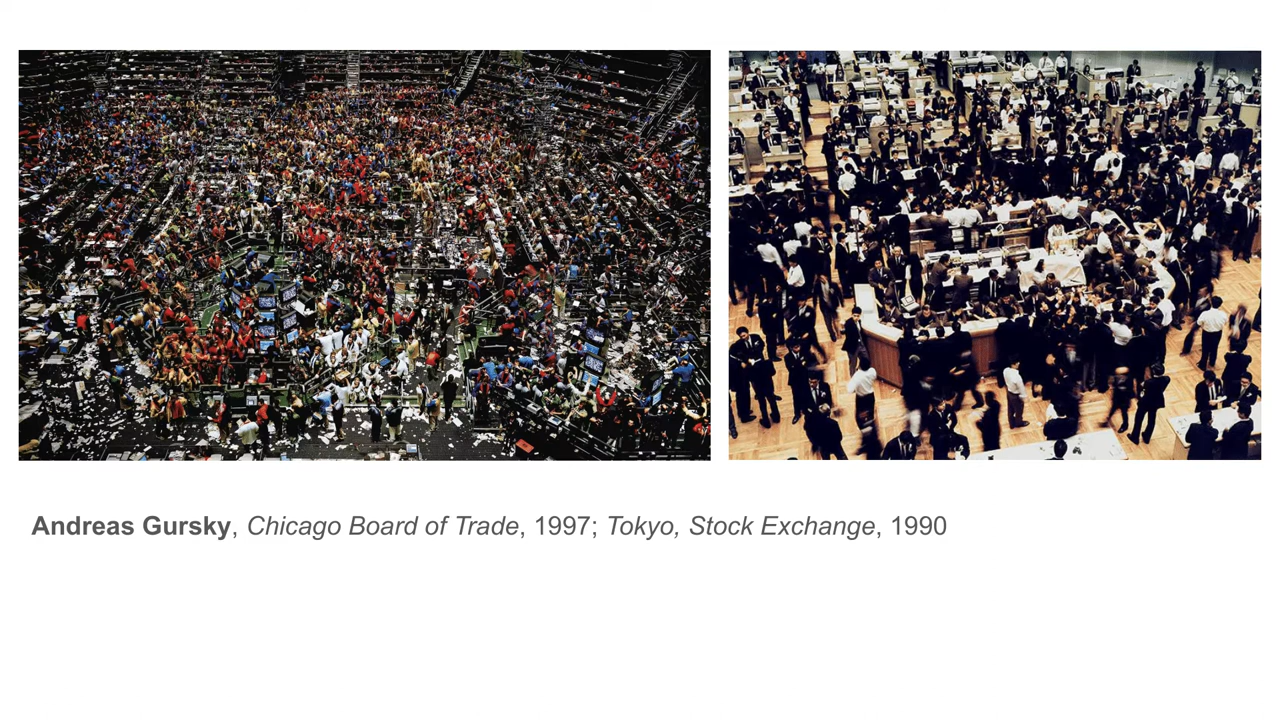 Andreas Gursky, Chicago Board of Trade, 1997; Tokyo, Stock Exchange, 1990